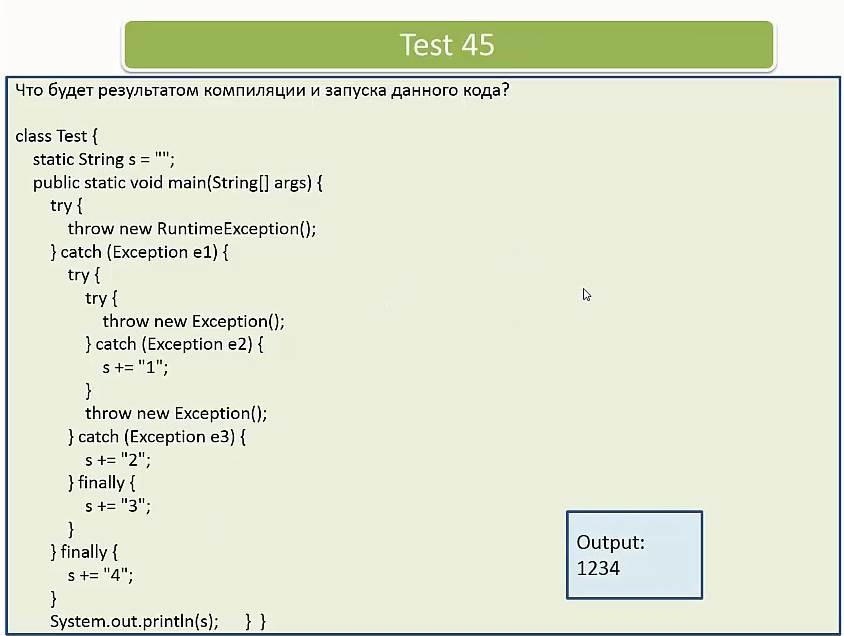 Test 45
Что будет результатом компиляции и запуска данного кода?
class Test {
static String s = "";
public static void main(String[] args) {
try {
throw new RuntimeException();
} catch (Exception e1) {
try {
try {
throw new Exception();
} catch (Exception e2) {
s += "1";
}
throw new Exception();
} catch (Exception e3) {
s += "2";
} finally {
s += "3";
}
} finally {
s += "4";
}
System.out.println(s); } }
Output:
1234